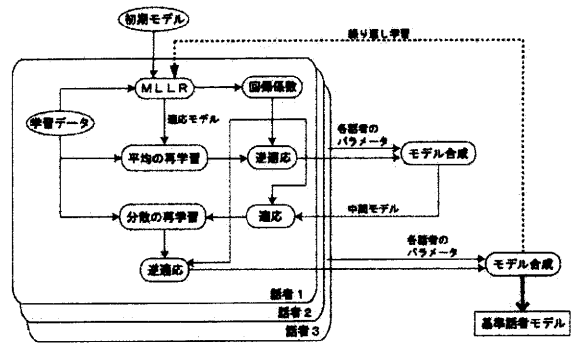 初期モデル
繰り返し学習
MLLR
回帰係数
学習データ
適応モデル
各話者の
パラメータ
平均の再学習
逆適応
モデル合成
分散の再学習
適応
中間モデル
各話者の
パラメータ
逆適応
モデル合成
話者1
話者2
話者3
基準話者モデル